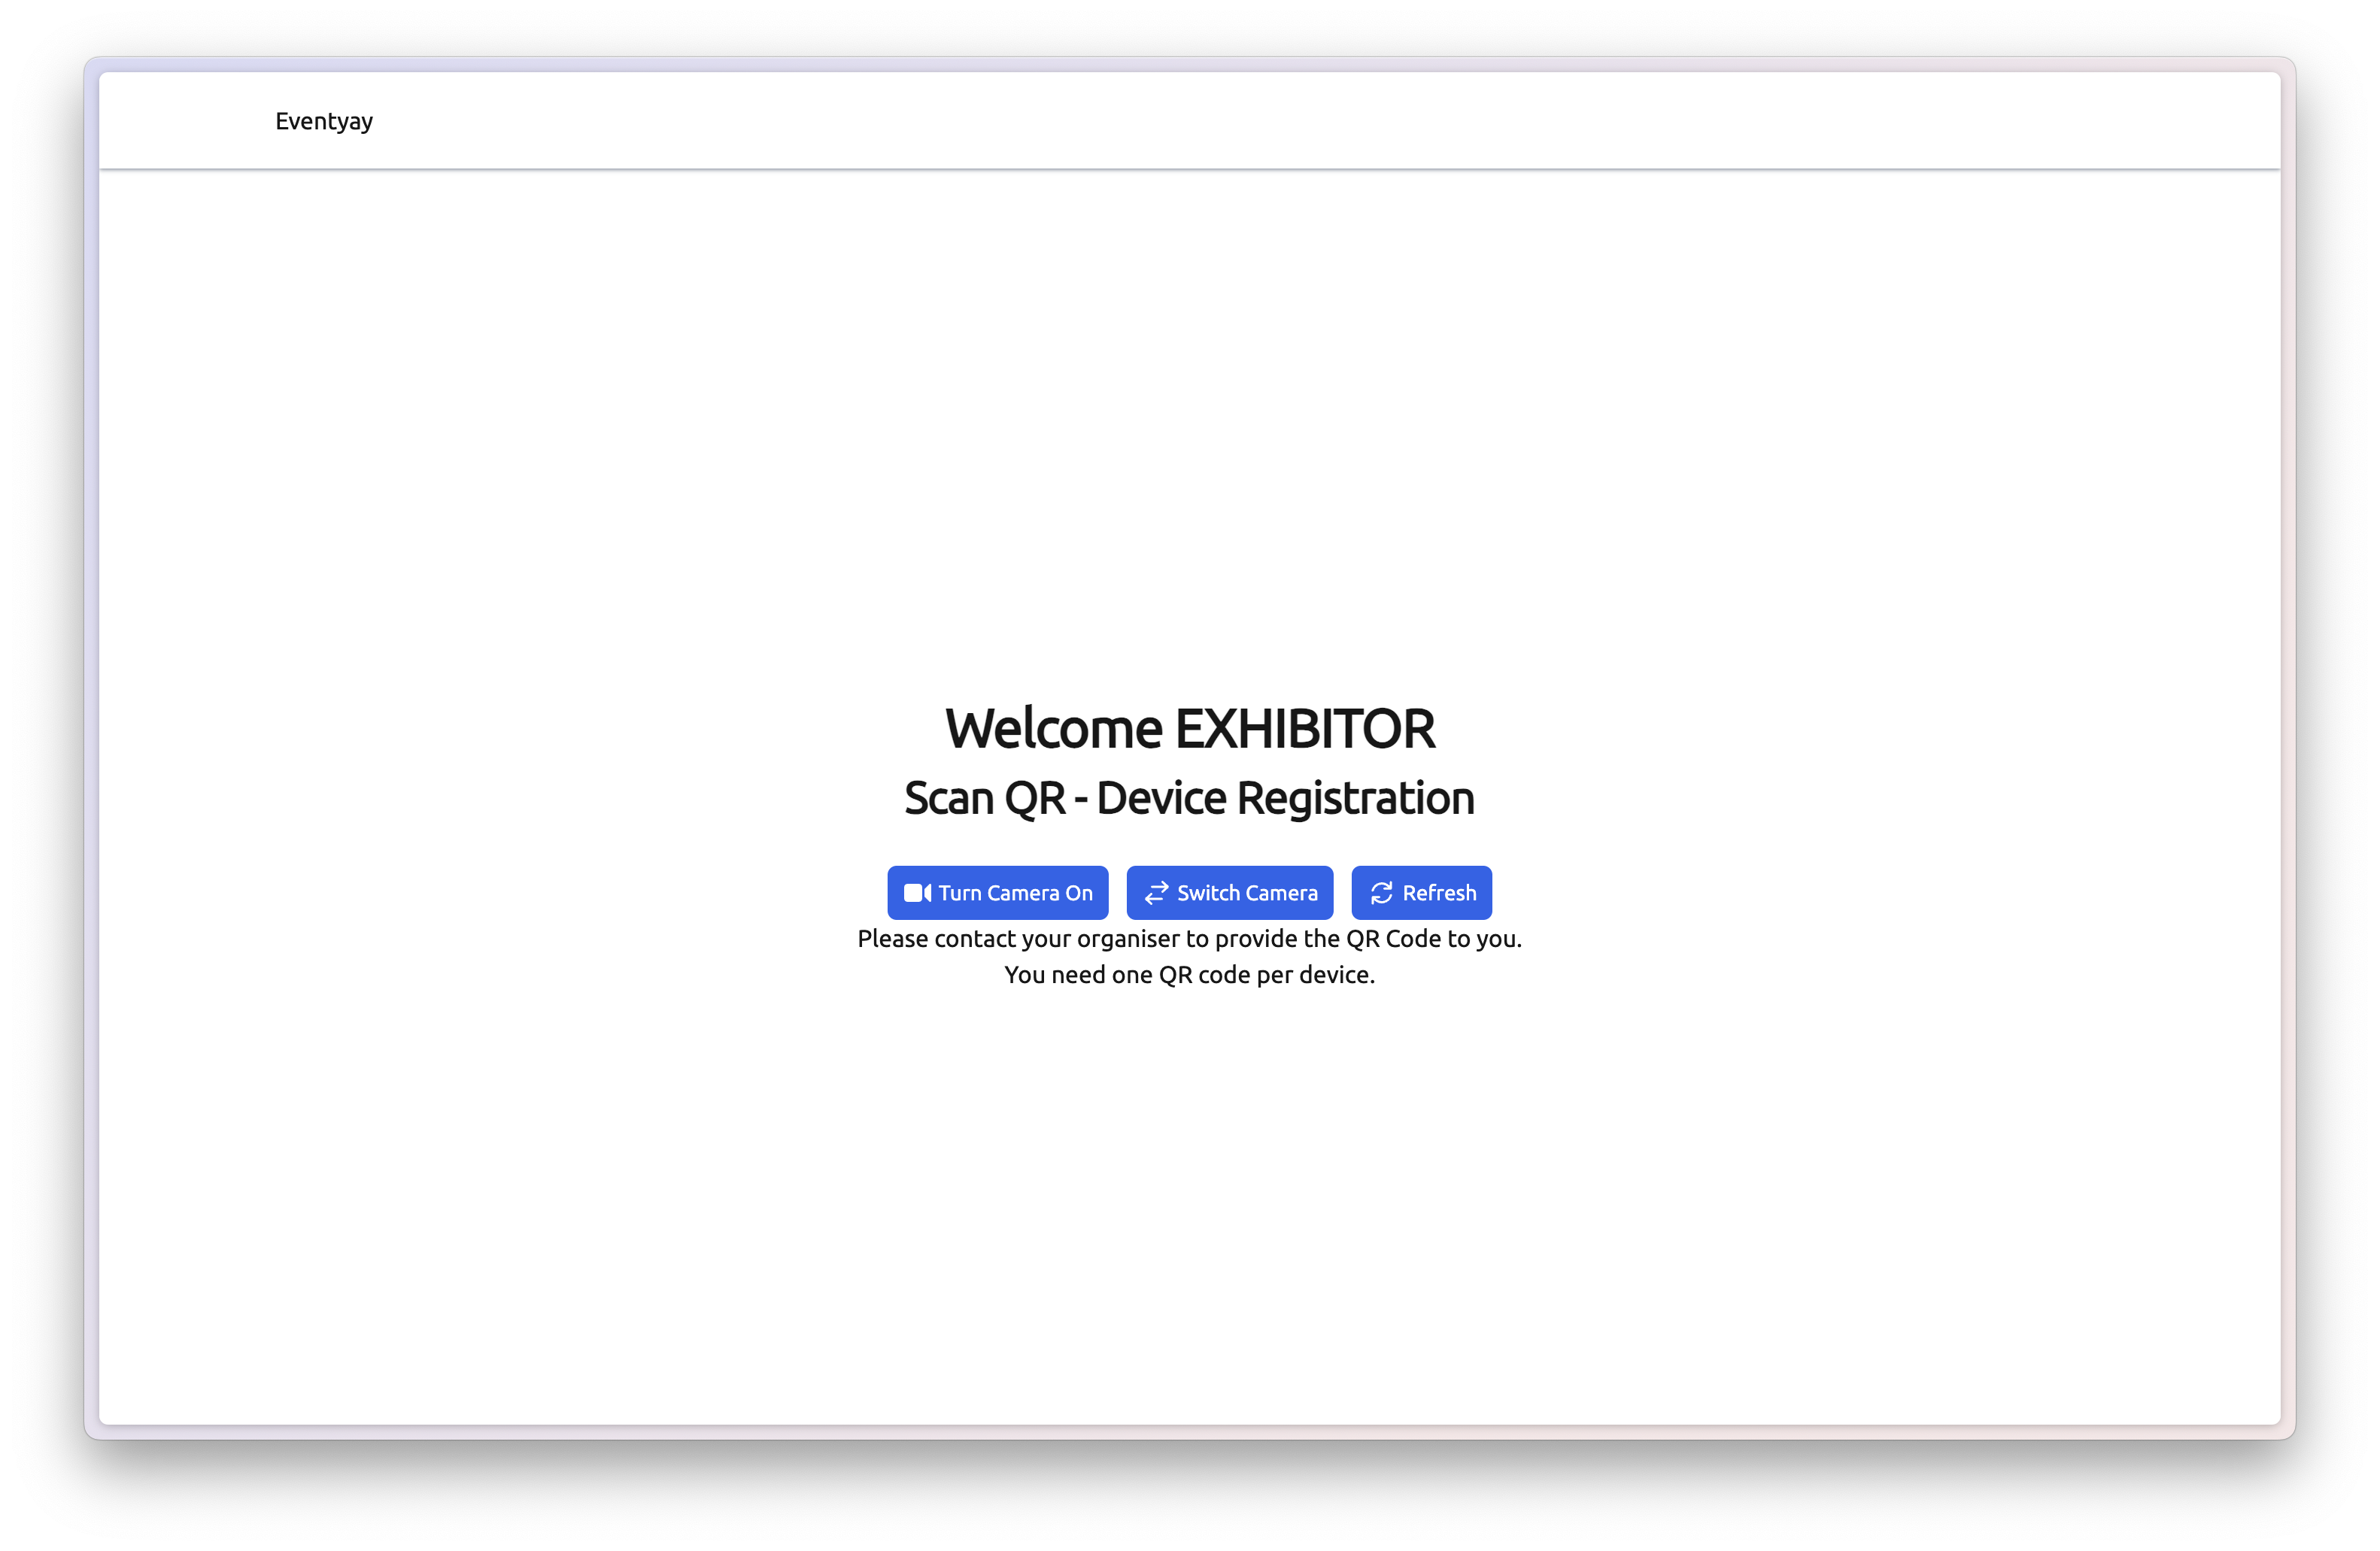 Eventyay
Welcome EXHIBITOR
Scan QR - Device Registration
Turn Camera On
Switch Camera
Refresh
Please contact your organiser to provide the QR Code to you.
You need one QR code per device.